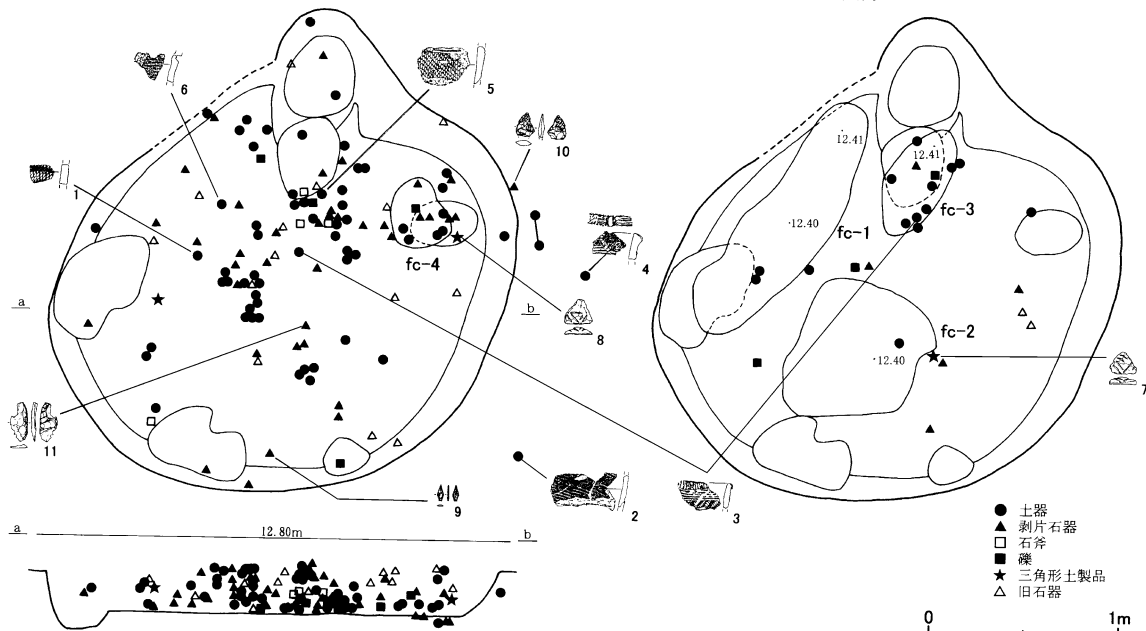 6
5
10
1
4
fc-4
a
b
8
11
9
2
3
12.41
12.41
12.40
fc-3
fc-1
fc-2
12.40
7
a
12.80m
b
● 土器
▲ 剥片石器
□ 石斧
■ 礫
★ 三角形土製品
△ 旧石器
0
1m